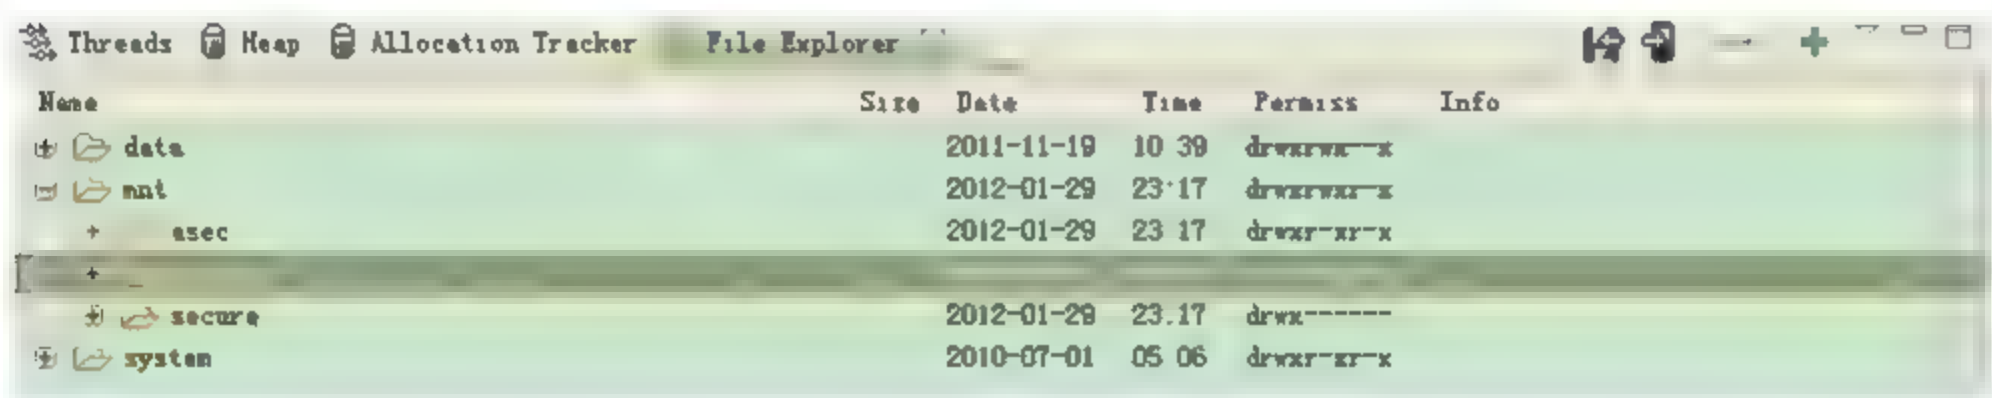 Threads Heap Allocation Tracker File Explorer
Name Size Date Time Permiss Info
data 2011-11-19 10 39 drwxrwx--x
mnt 2012-01-29 23:17 drwxrwxr-x
asec 2012-01-29 23 17 drwxr-xr-x
secure 2012-01-29 23.17 drwx------
system 2010-07-01 05 06 drwxr-xr-x